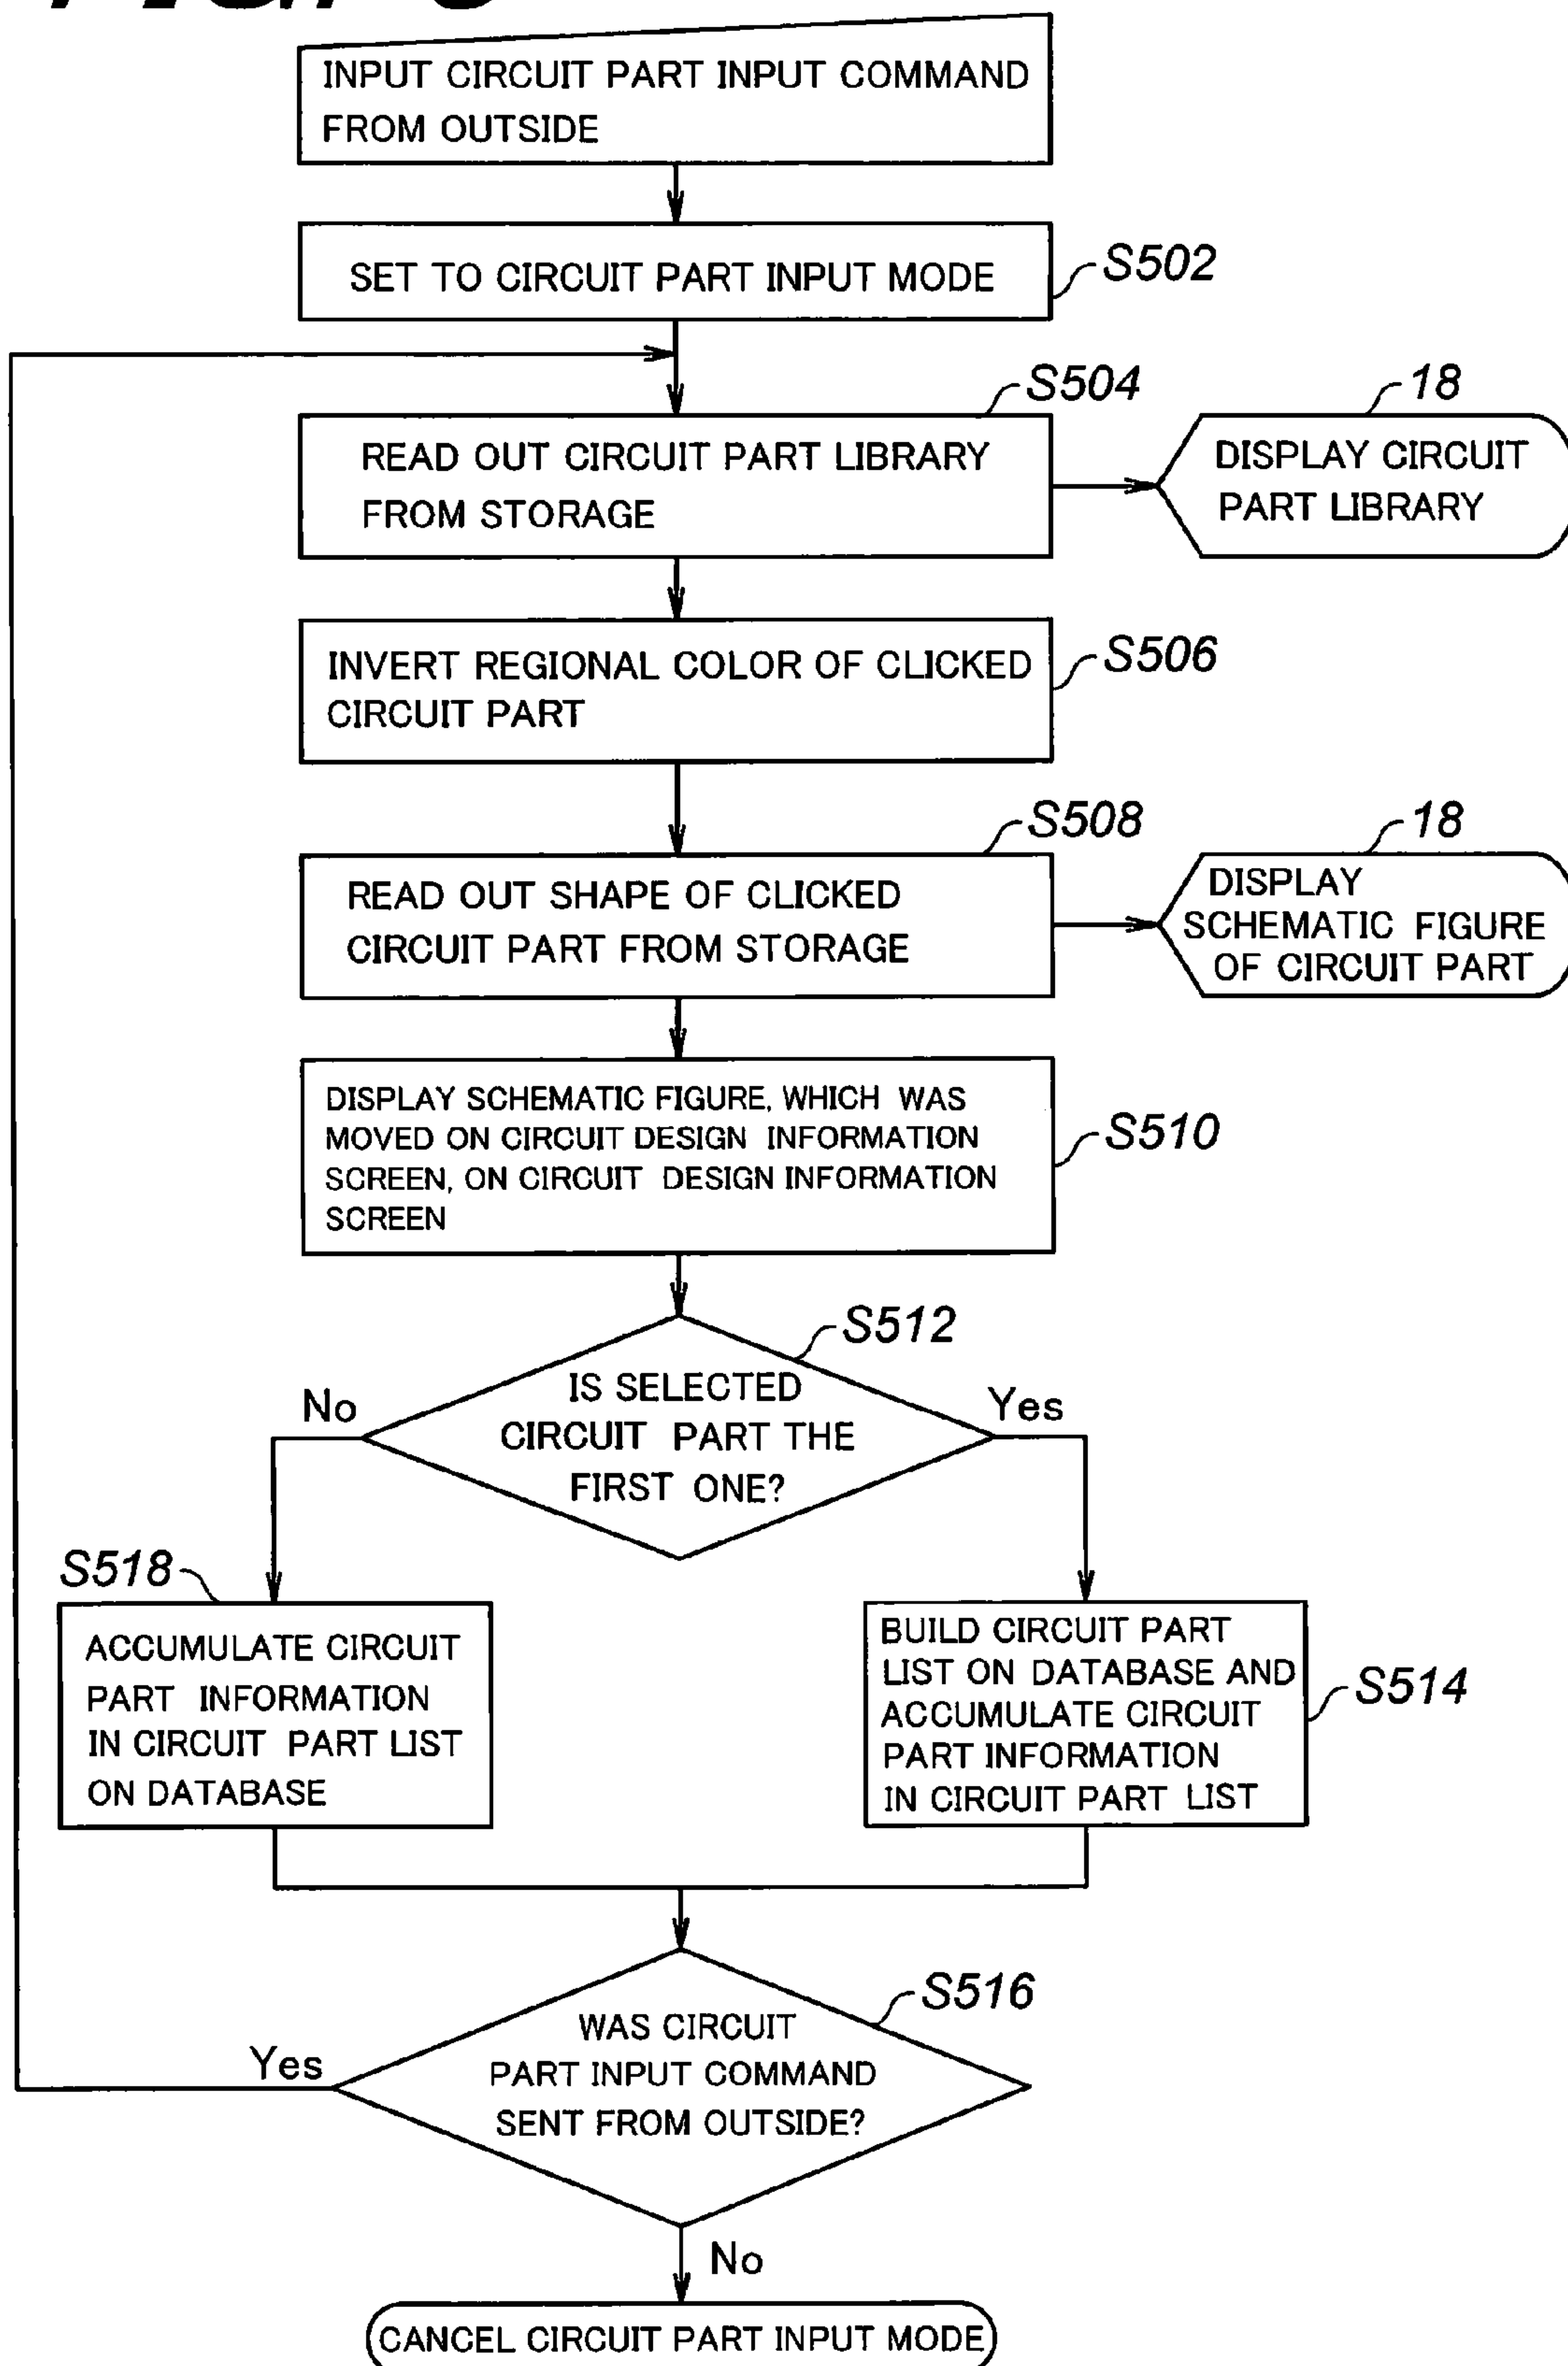 INPUT CIRCUIT PART INPUT COMMAND
FROM OUTSIDE
SET TO CIRCUIT PART INPUT MODE
S502
S504
18
READ OUT CIRCUIT PART LIBRARY
FROM STORAGE
DISPLAY CIRCUIT
PART LIBRARY
INVERT REGIONAL COLOR OF CLICKED
CIRCUIT PART
S506
S508
18
READ OUT SHAPE OF CLICKED
CIRCUIT PART FROM STORAGE
DISPLAY
SCHEMATIC FIGURE
OF CIRCUIT PART
DISPLAY SCHEMATIC FIGURE, WHICH WAS
MOVED ON CIRCUIT DESIGN INFORMATION
SCREEN, ON CIRCUIT DESIGN INFORMATION
SCREEN
S510
S512
IS SELECTED
CIRCUIT PART THE
FIRST ONE?
No
Yes
S518
ACCUMULATE CIRCUIT
PART INFORMATION
IN CIRCUIT PART LIST
ON DATABASE
BUILD CIRCUIT PART
LIST ON DATABASE AND
ACCUMULATE CIRCUIT
PART INFORMATION
IN CIRCUIT PART LIST
S514
S516
WAS CIRCUIT
PART INPUT COMMAND
SENT FROM OUTSIDE?
Yes
No
CANCEL CIRCUIT PART INPUT MODE